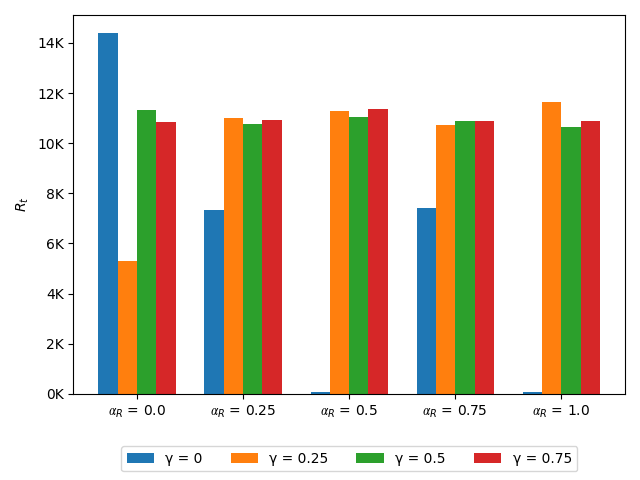 14K
12K
10K
8K
6K
4K
2K
0K
R_t
α_R = 0.0 α_R = 0.25 α_R = 0.5 α_R = 0.75 α_R = 1.0
γ = 0 γ = 0.25 γ = 0.5 γ = 0.75